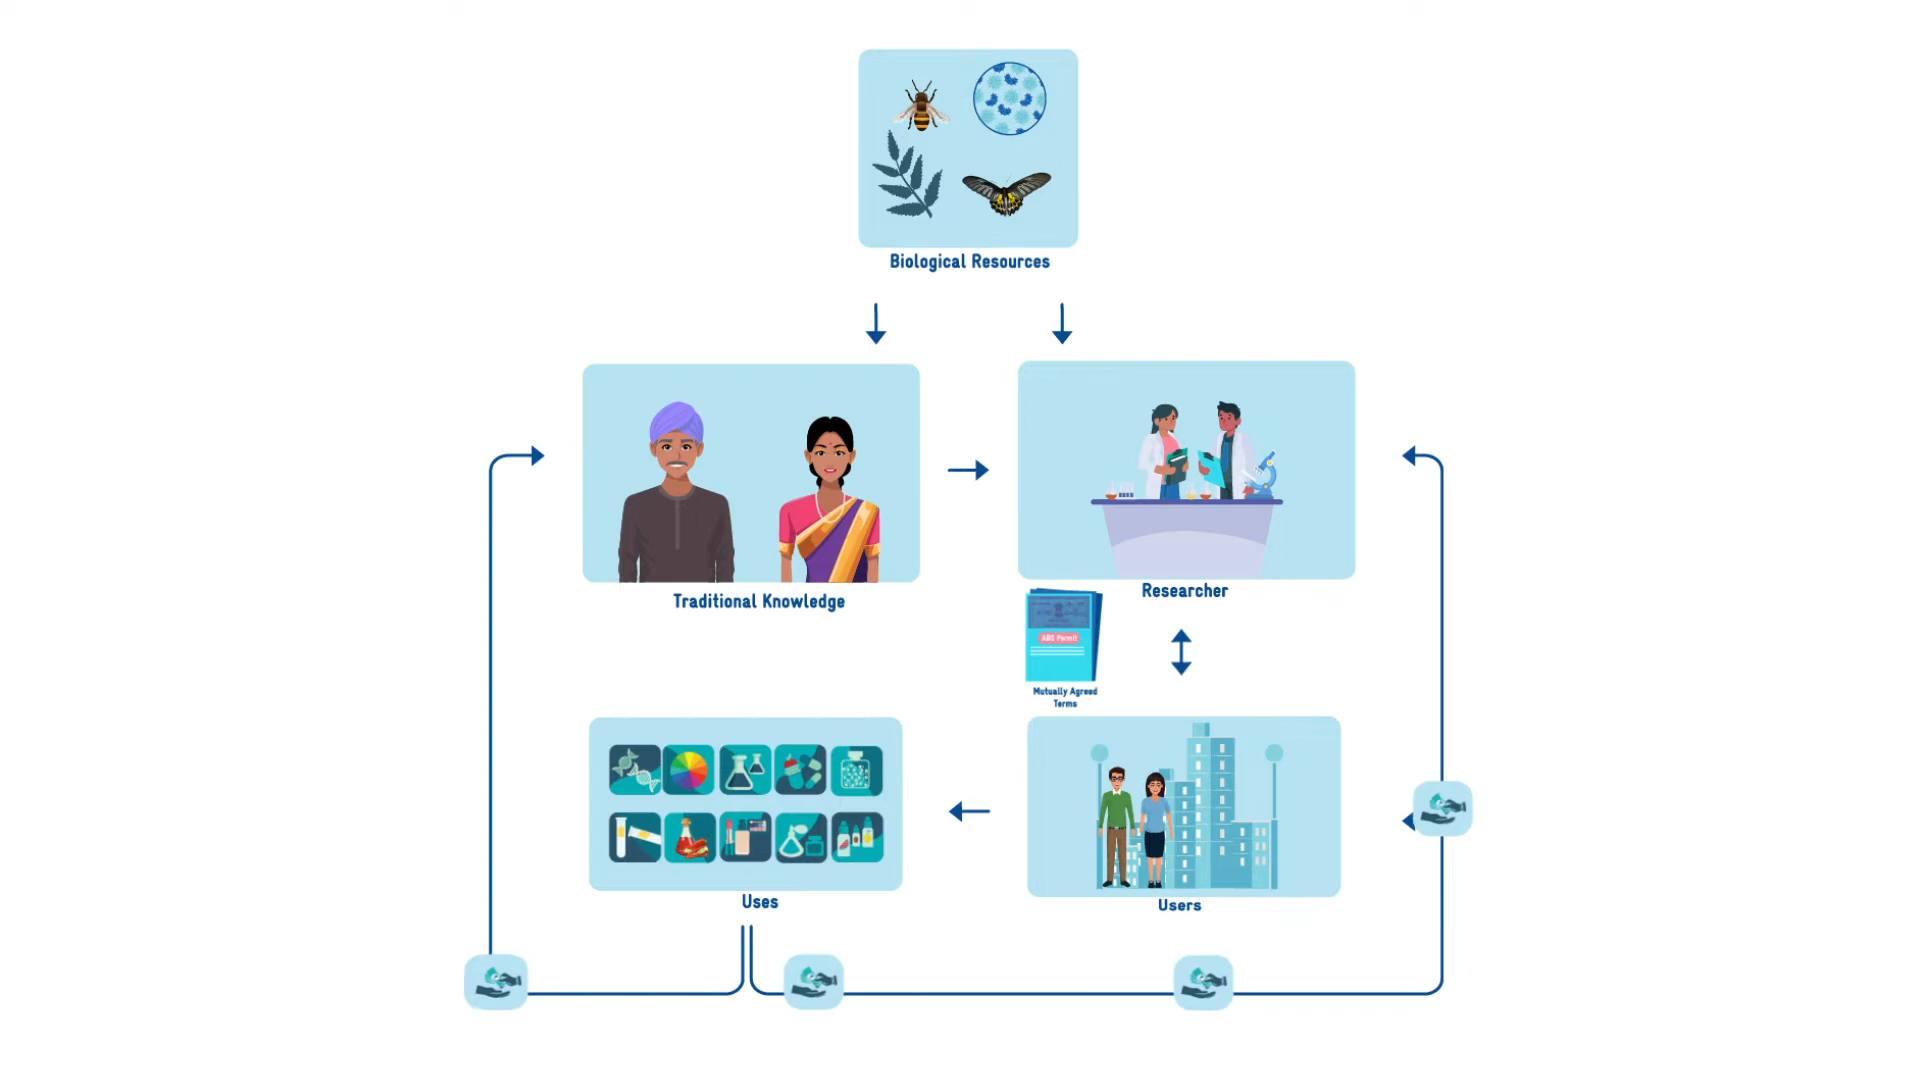 Biological Resources
Traditional Knowledge
Researcher
ABS Permit
Mutually Agreed
Terms
Uses
Users